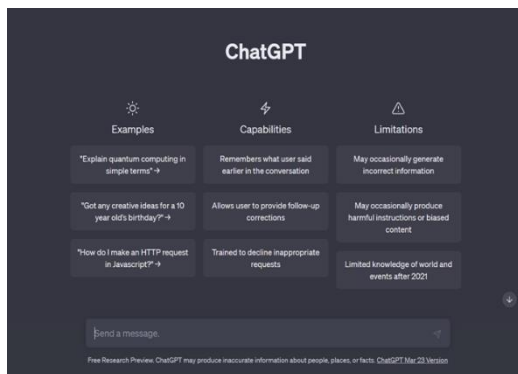 ChatGPT
Examples
"Explain quantum computing in
simple terms" →
"Got any creative ideas for a 10
year old's birthday?" →
"How do I make an HTTP request
in Javascript?" →
Capabilities
Remembers what user said
earlier in the conversation
Allows user to provide follow-up
corrections
Trained to decline inappropriate
requests
Limitations
May occasionally generate
incorrect information
May occasionally produce
harmful instructions or biased
content
Limited knowledge of world and
events after 2021
Send a message.
Free Research Preview. ChatGPT may produce inaccurate information about people, places, or facts. ChatGPT Mar 23 Version